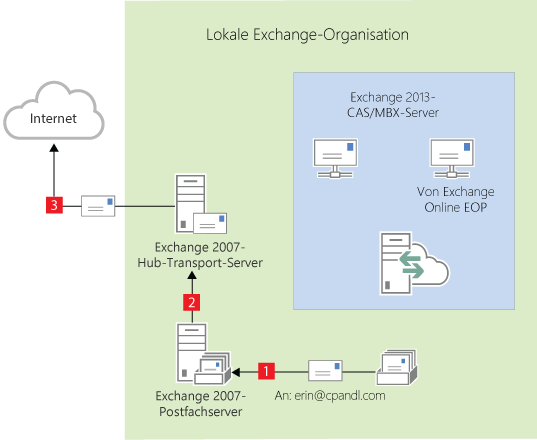 Lokale Exchange-Organisation
Exchange 2013-
CAS/MBX-Server
Internet
Von Exchange
Online EOP
3
Exchange 2007-
Hub-Transport-Server
2
1
Exchange 2007-
Postfachserver
An: erin@cpandl.com